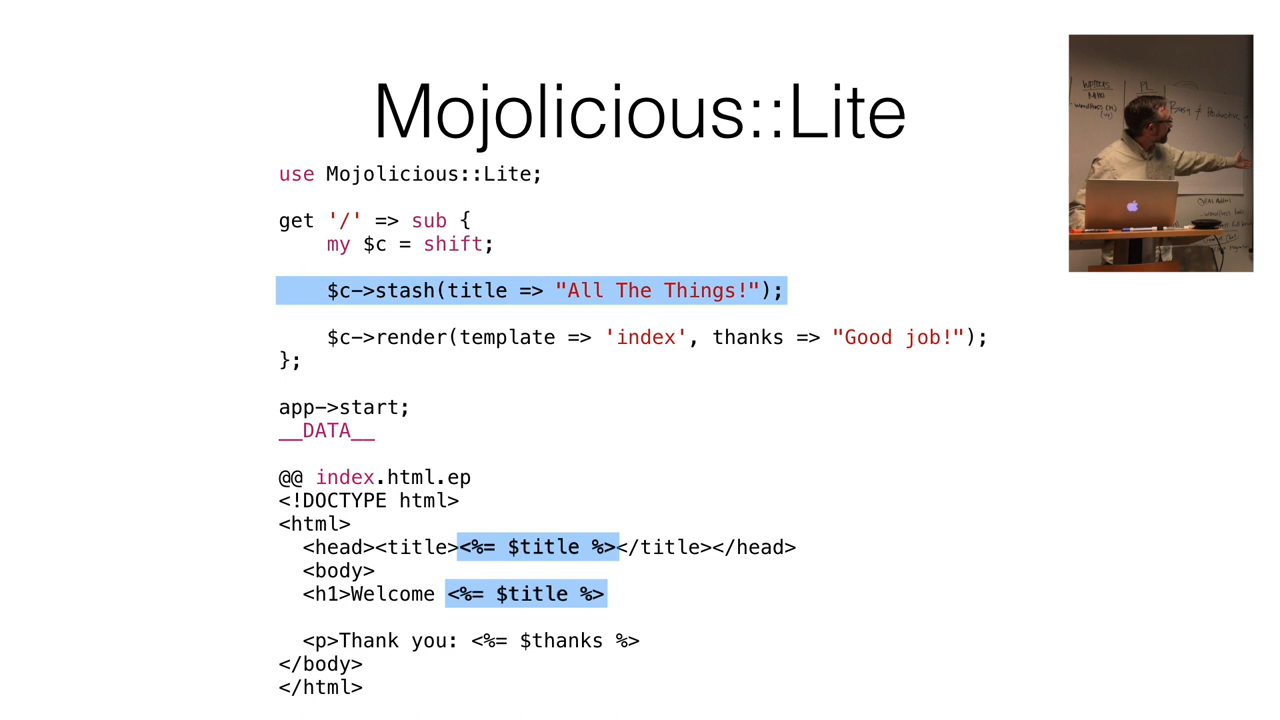 Mojolicious::Lite
use Mojolicious::Lite;
get '/' => sub {
    my $c = shift;
    $c->stash(title => "All The Things!");
    $c->render(template => 'index', thanks => "Good job!");
};
app->start;
__DATA__
@@ index.html.ep
<!DOCTYPE html>
<html>
  <head><title><%= $title %></title></head>
  <body>
  <h1>Welcome <%= $title %>
  <p>Thank you: <%= $thanks %>
</body>
</html>